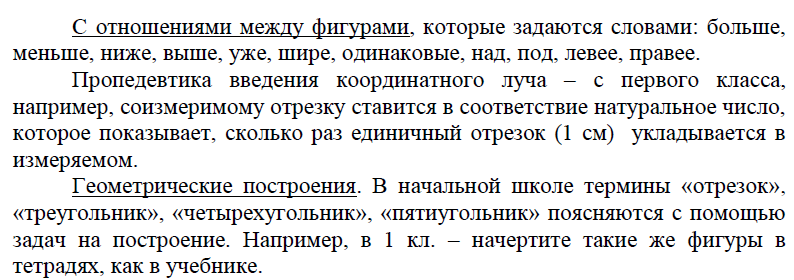 С отношениями между фигурами, которые задаются словами: больше,
меньше, ниже, выше, уже, шире, одинаковые, над, под, левее, правее.
Пропедевтика введения координатного луча – с первого класса,
например, соизмеримому отрезку ставится в соответствие натуральное число,
которое показывает, сколько раз единичный отрезок (1 см) укладывается в
измеряемом.
Геометрические построения. В начальной школе термины «отрезок»,
«треугольник», «четырехугольник», «пятиугольник» поясняются с помощью
задач на построение. Например, в 1 кл. – начертите такие же фигуры в
тетрадях, как в учебнике.